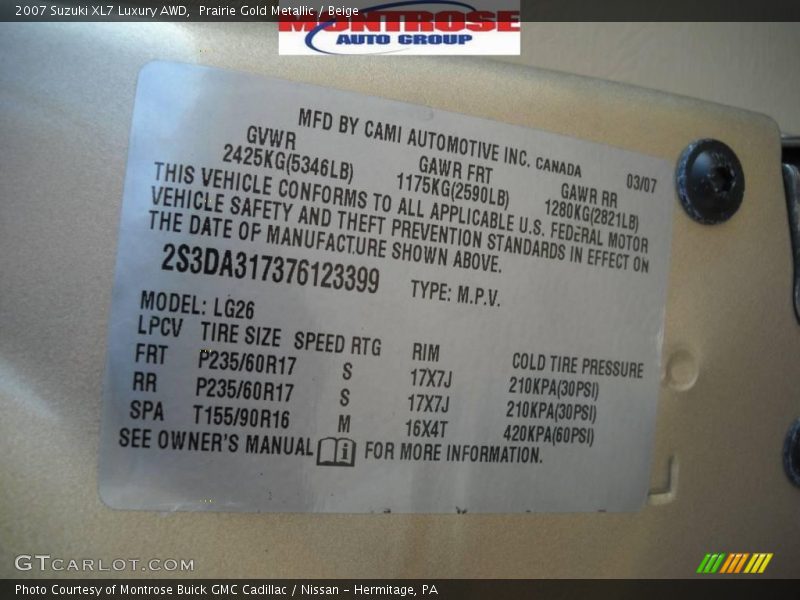 2007 Suzuki XL7 Luxury AWD,  Prairie Gold Metallic / Beige
MONTROSE
AUTO GROUP
MFD BY CAMI AUTOMOTIVE INC. CANADA
GVWR GAWR FRT GAWR RR 03/07
2425KG(5346LB) 1175KG(2590LB) 1280KG(2821LB)
THIS VEHICLE CONFORMS TO ALL APPLICABLE U.S. FEDERAL MOTOR
VEHICLE SAFETY AND THEFT PREVENTION STANDARDS IN EFFECT ON
THE DATE OF MANUFACTURE SHOWN ABOVE.
2S3DA317376123399 TYPE: M.P.V.
MODEL: LG26
LPCV TIRE SIZE SPEED RTG RIM COLD TIRE PRESSURE
FRT P235/60R17 S 17X7J 210KPA(30PSI)
RR P235/60R17 S 17X7J 210KPA(30PSI)
SPA T155/90R16 M 16X4T 420KPA(60PSI)
SEE OWNER'S MANUAL i FOR MORE INFORMATION.
GTCARLOT.COM
Photo Courtesy of Montrose Buick GMC Cadillac / Nissan - Hermitage, PA